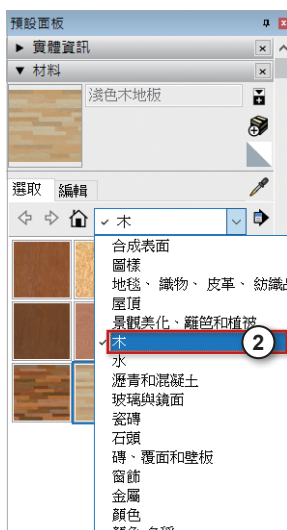 預設面板
實體資訊
材料
淺色木地板
選取 編輯
木
合成表面
圖樣
地毯、織物、皮革、紡織品
屋頂
景觀美化、籬笆和植被
木
2
水
瀝青和混凝土
玻璃與鏡面
瓷磚
石頭
磚、覆面和壁板
窗飾
金屬
顏色